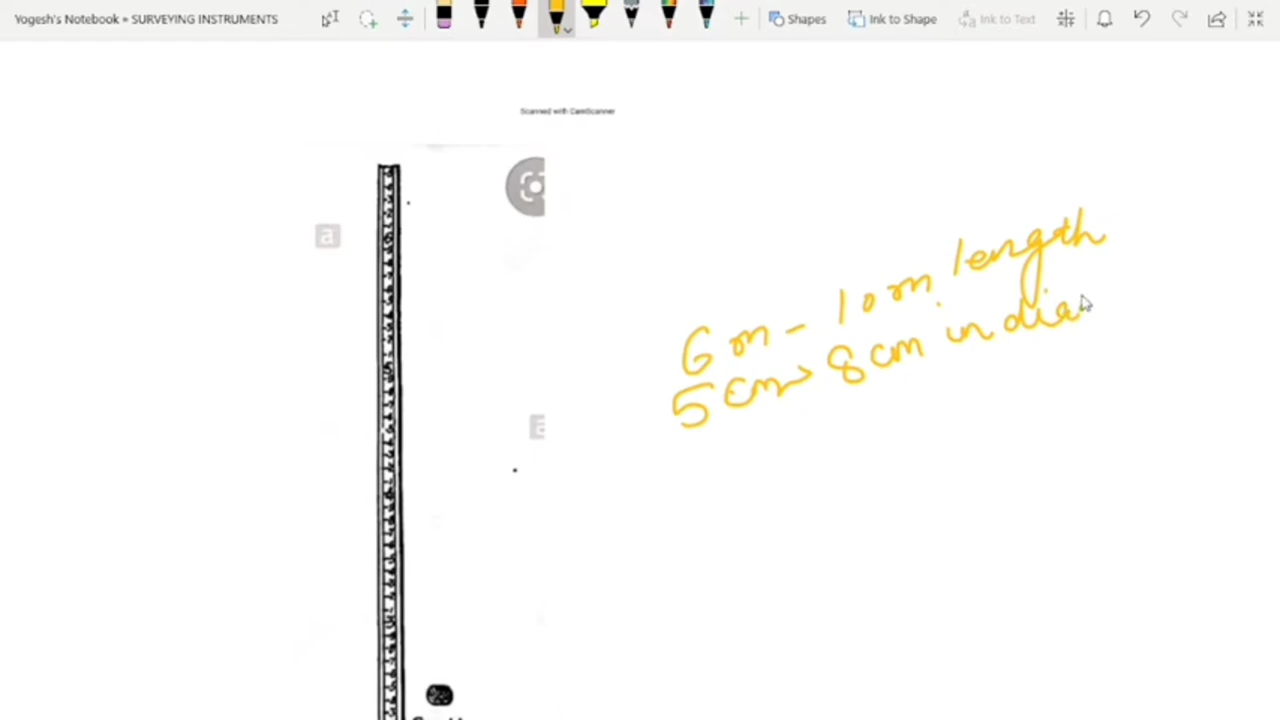 Yogesh's Notebook » SURVEYING INSTRUMENTS
Shapes
Ink to Shape
Ink to Text
Scanned with CamScanner
a
a
6m - 10m length
5cm > 8cm in dia